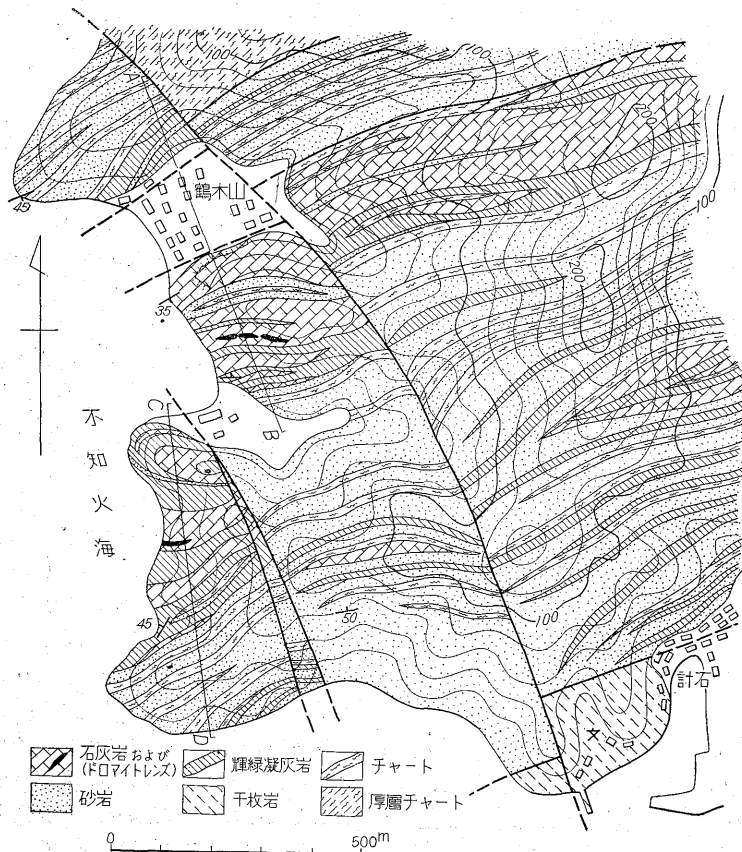 100
100
200
鶴木山
45
100
200
35
C
B
不知火海
45
50
100
計石
文
D
石灰岩および
(ドロマイトレンズ)
輝緑凝灰岩
チャート
砂岩
千枚岩
厚層チャート
0
500m